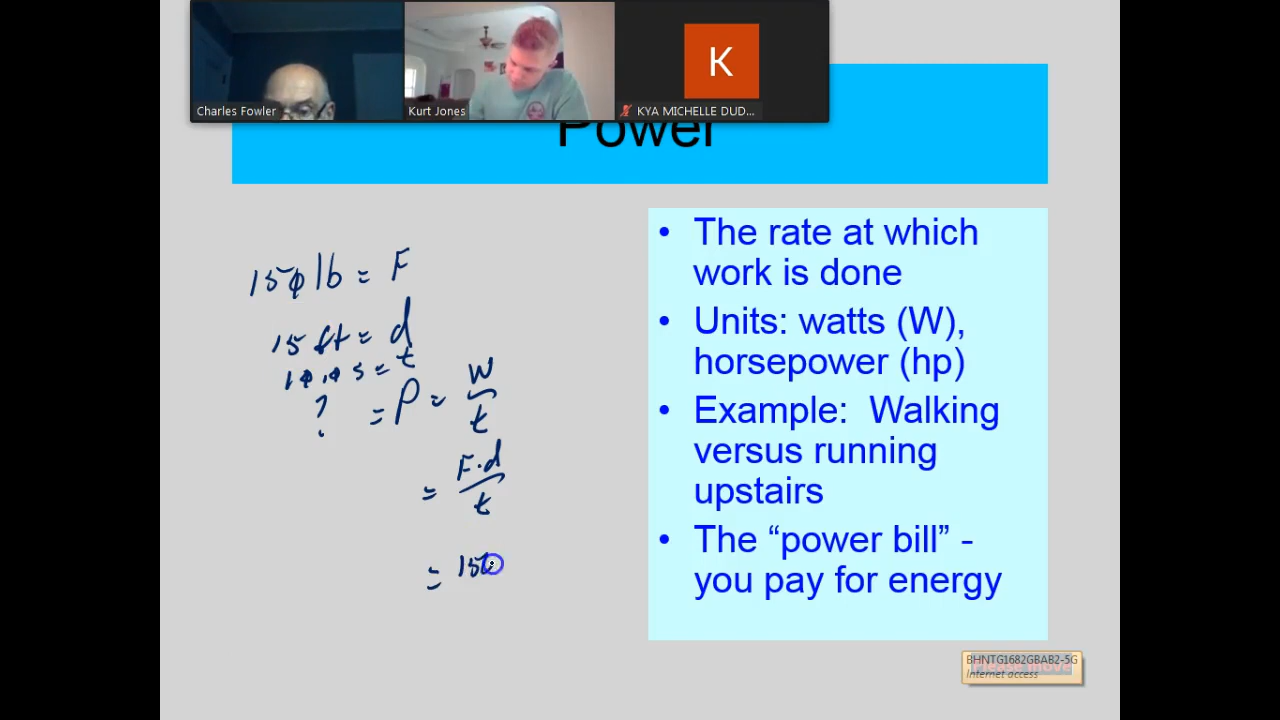 Charles Fowler
Kurt Jones
K
KYA MICHELLE DUD...
Power
150 lb = F
15 ft = d
10.0 s = t
? = P = W/t
= F·d/t
= 150
• The rate at which
work is done
• Units: watts (W),
horsepower (hp)
• Example: Walking
versus running
upstairs
• The “power bill” -
you pay for energy
BHNTG1682GBAB2-5G
Internet access